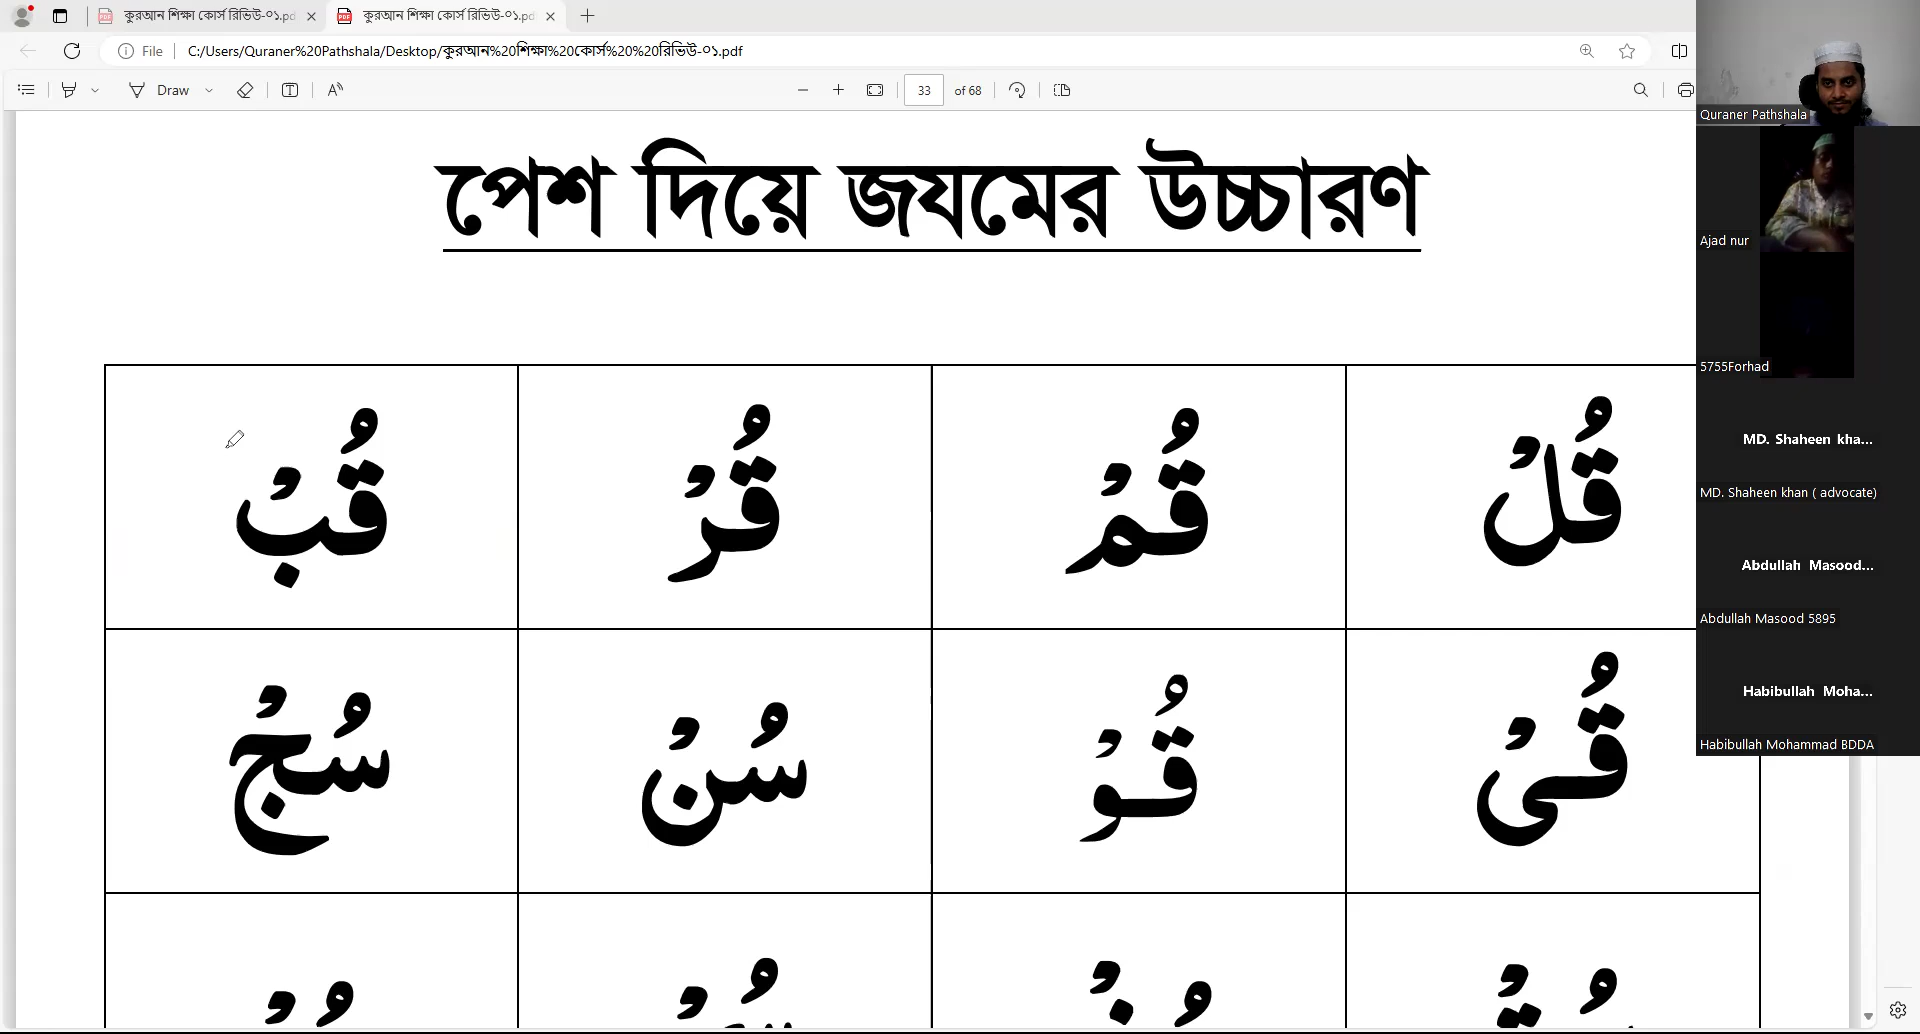 কুরআন শিক্ষা কোর্স রিভিউ-০১.pd
কুরআন শিক্ষা কোর্স রিভিউ-০১.pd
File
C:/Users/Quraner%20Pathshala/Desktop/কুরআন%20শিক্ষা%20কোর্স%20%20রিভিউ-০১.pdf
Draw
33 of 68
পেশ দিয়ে জযমের উচ্চারণ
قُلْ قُمْ قُرْ قُبْ
قُىْ قُوْ سُنْ سُجْ
Quraner Pathshala
Ajad nur
5755Forhad
MD. Shaheen kha...
MD. Shaheen khan ( advocate)
Abdullah Masood...
Abdullah Masood 5895
Habibullah Moha...
Habibullah Mohammad BDDA